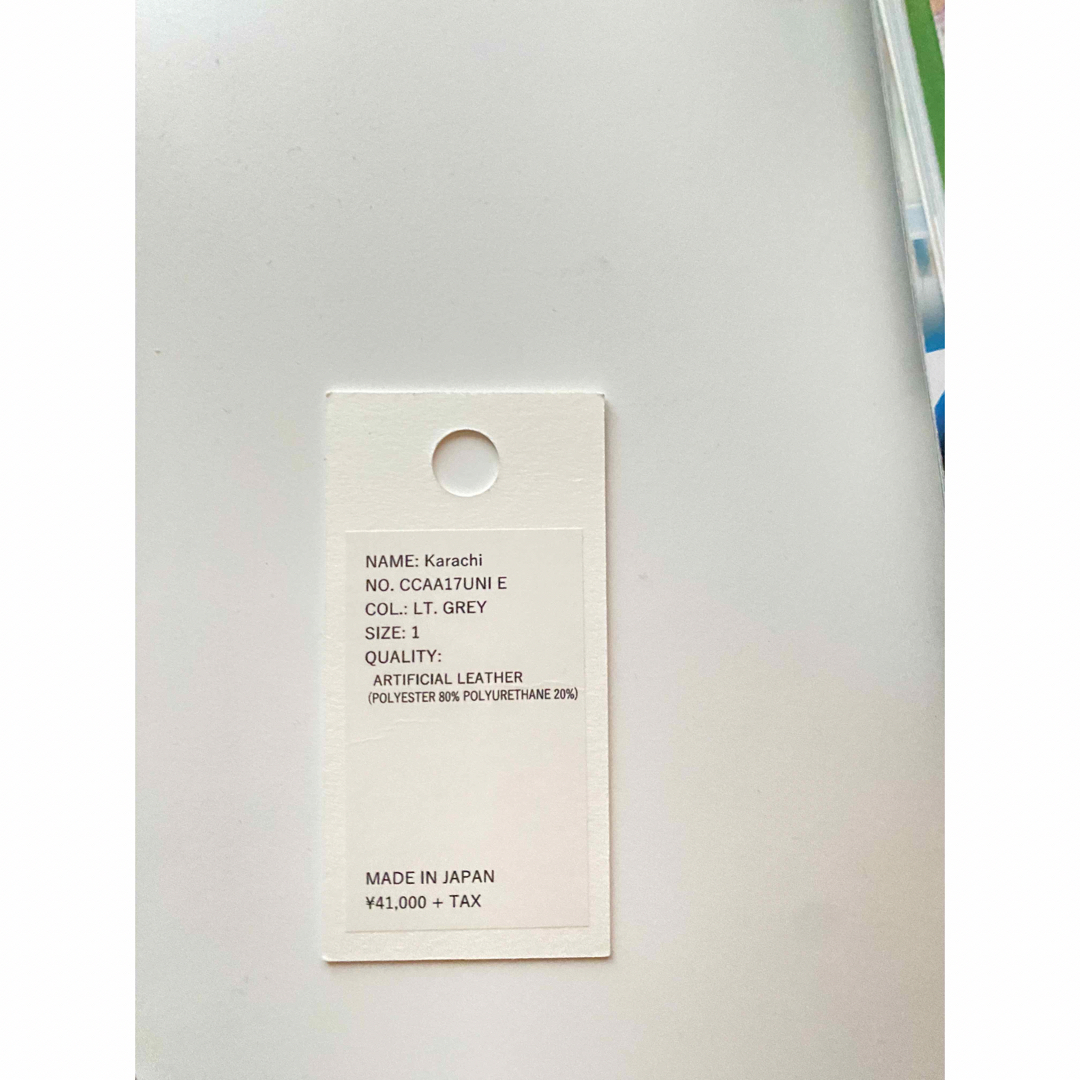 NAME: Karachi
NO. CCAA17UNI E
COL.: LT. GREY
SIZE: 1
QUALITY:
ARTIFICIAL LEATHER
(POLYESTER 80% POLYURETHANE 20%)
MADE IN JAPAN
¥41,000 + TAX